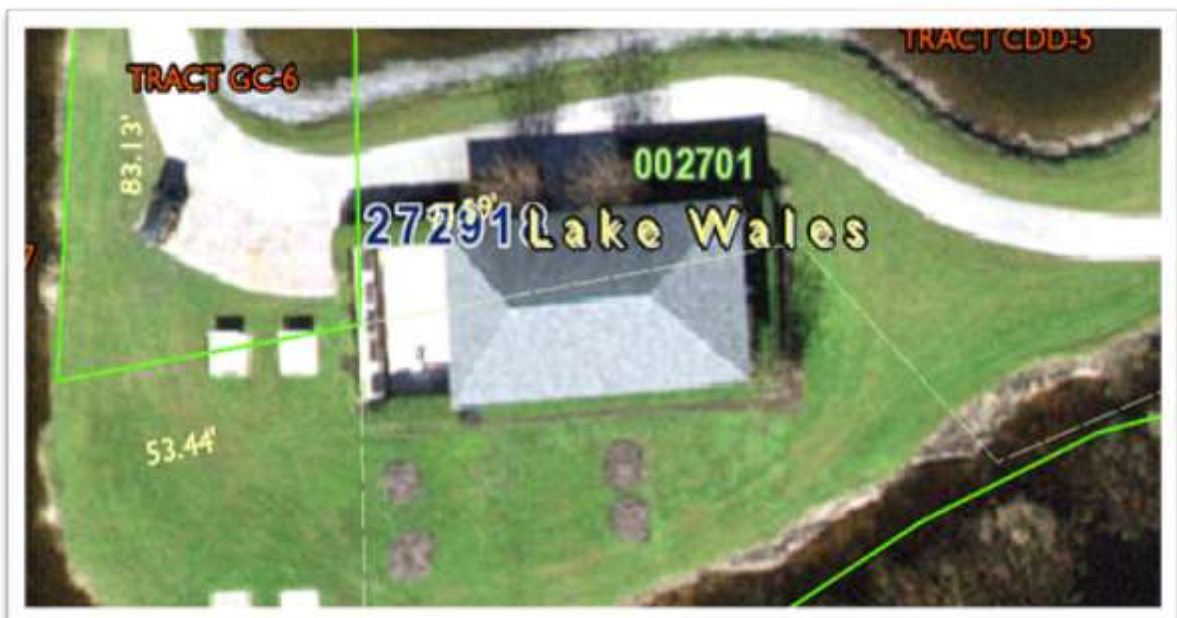 TRACT CDD-5
TRACT GC-6
83.13'
002701
272918
Lake Wales
53.44'